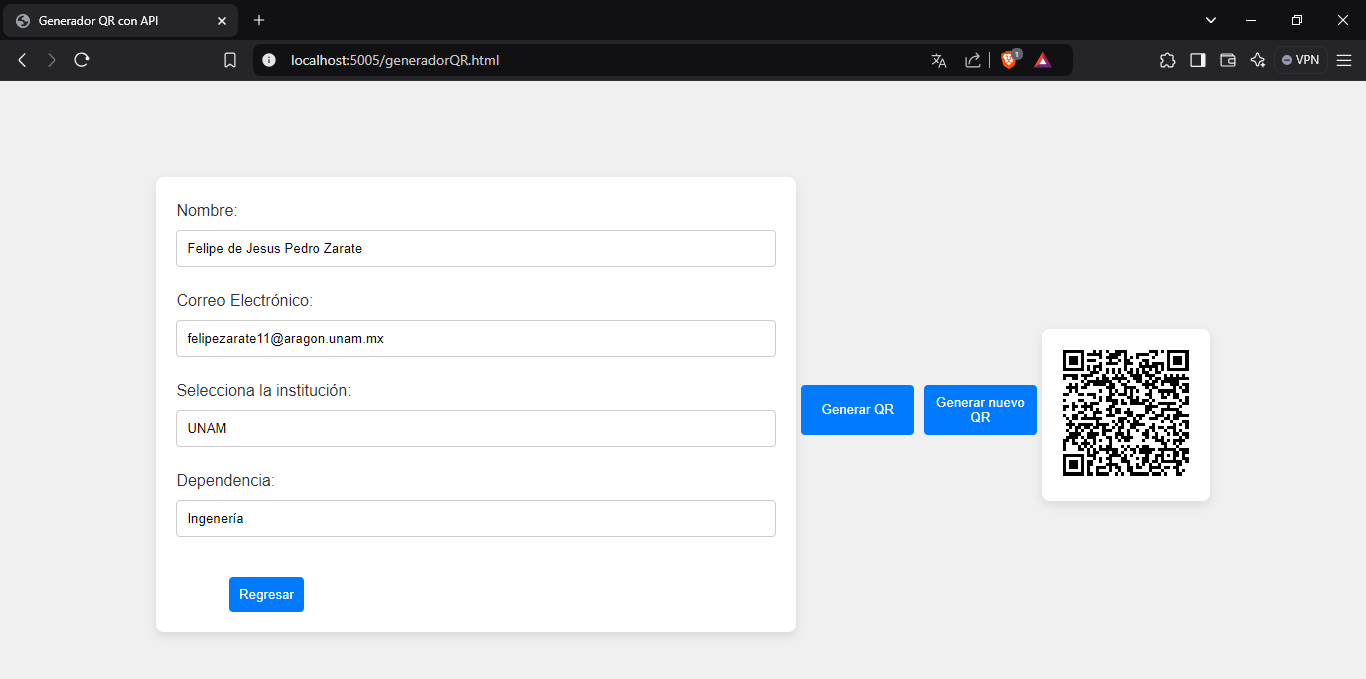 Generador QR con API
localhost:5005/generadorQR.html
1
VPN
Nombre:
Felipe de Jesus Pedro Zarate
Correo Electrónico:
felipezarate11@aragon.unam.mx
Selecciona la institución:
UNAM
Dependencia:
Ingenería
Regresar
Generar QR
Generar nuevo
QR